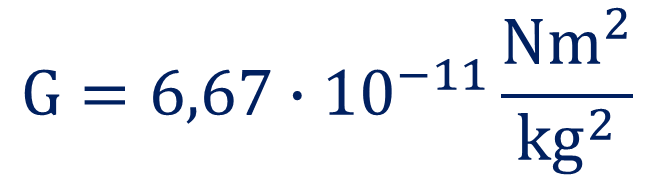 G = 6,67 · 10⁻¹¹ Nm²/kg²